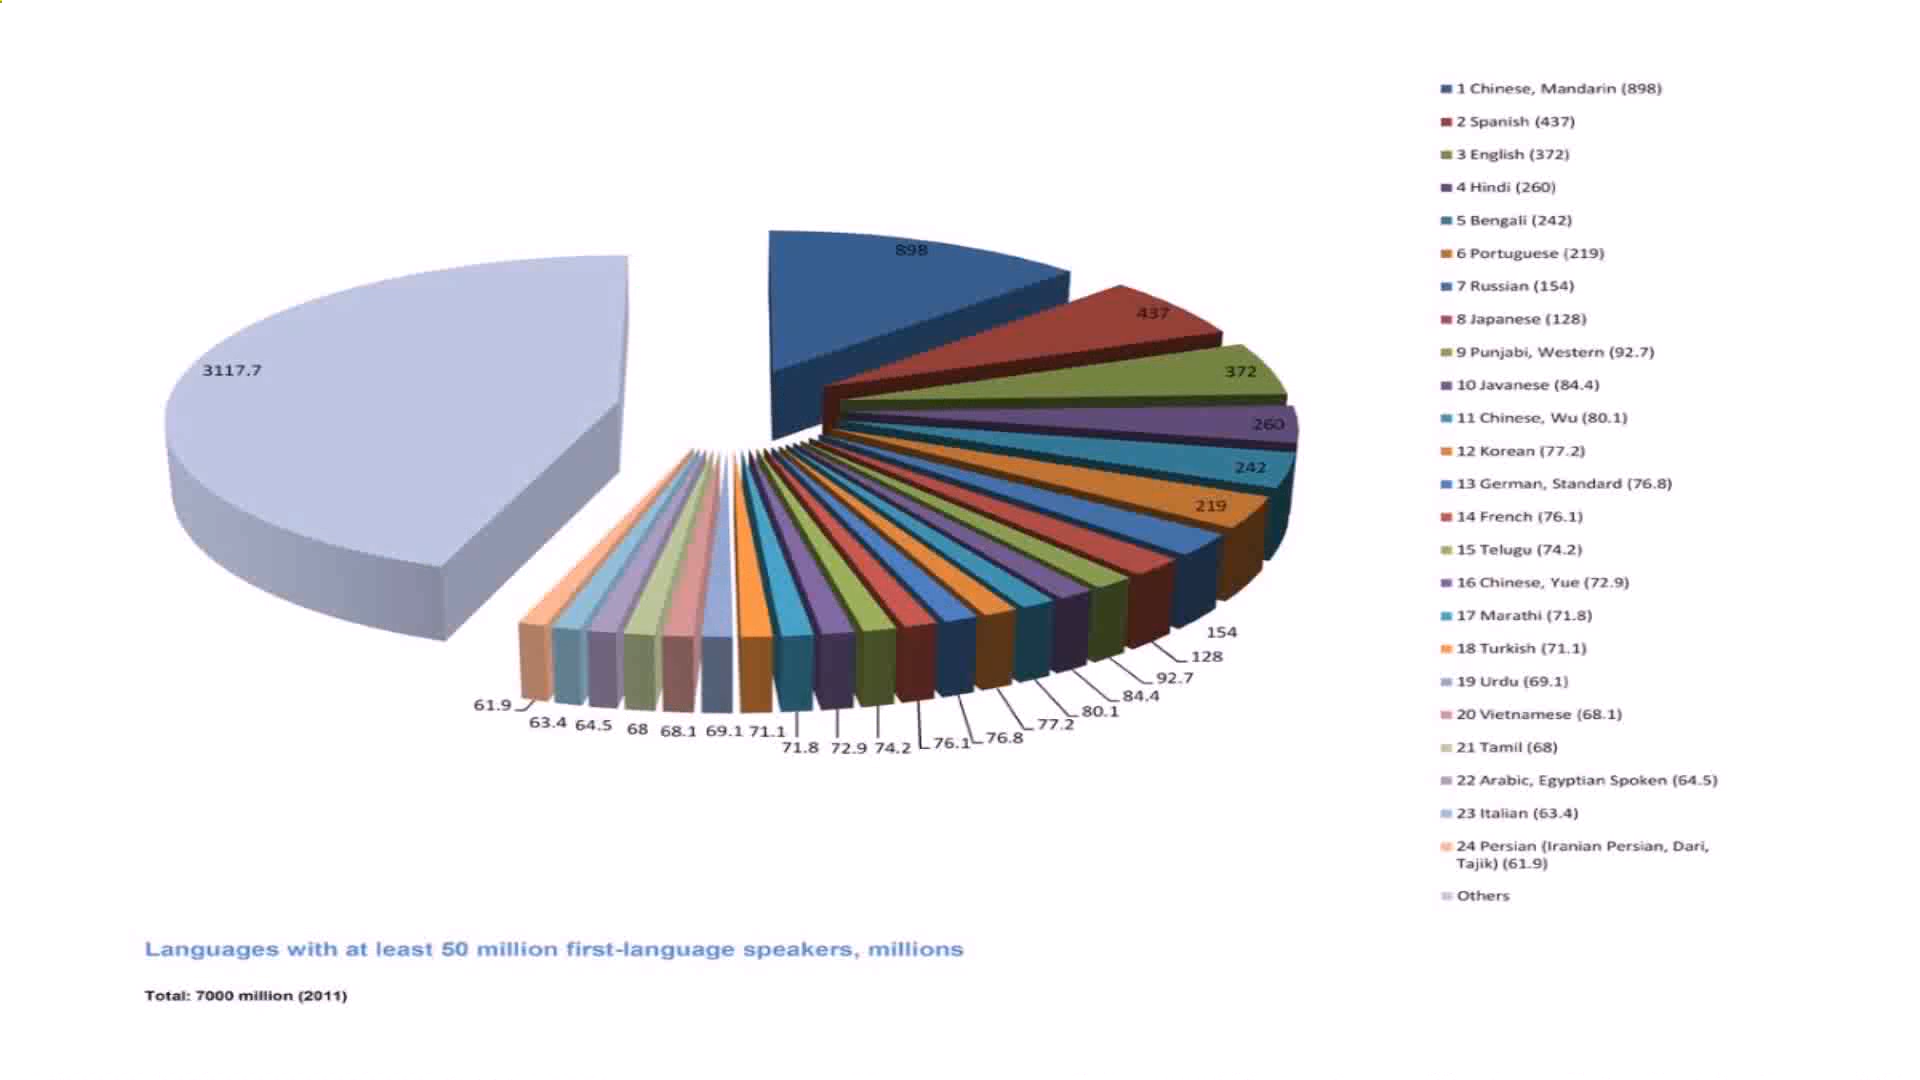 1 Chinese, Mandarin (898)
2 Spanish (437)
3 English (372)
4 Hindi (260)
5 Bengali (242)
6 Portuguese (219)
7 Russian (154)
8 Japanese (128)
9 Punjabi, Western (92.7)
10 Javanese (84.4)
11 Chinese, Wu (80.1)
12 Korean (77.2)
13 German, Standard (76.8)
14 French (76.1)
15 Telugu (74.2)
16 Chinese, Yue (72.9)
17 Marathi (71.8)
18 Turkish (71.1)
19 Urdu (69.1)
20 Vietnamese (68.1)
21 Tamil (68)
22 Arabic, Egyptian Spoken (64.5)
23 Italian (63.4)
24 Persian (Iranian Persian, Dari,
Tajik) (61.9)
Others
898
437
372
260
242
219
154
128
92.7
84.4
80.1
77.2
76.8
76.1
74.2
72.9
71.8
71.1
69.1
68.1
68
64.5
63.4
61.9
3117.7
Languages with at least 50 million first-language speakers, millions
Total: 7000 million (2011)